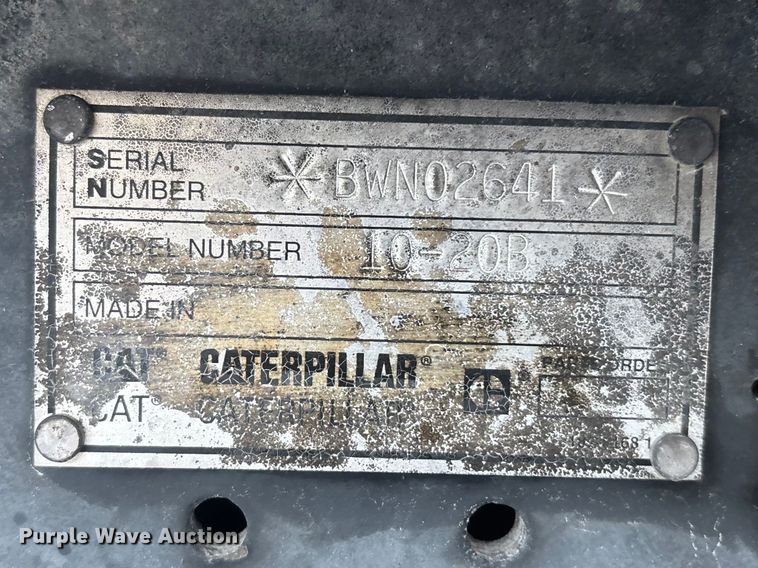 SERIAL
NUMBER
*BWN02641*
MODEL NUMBER 10-20B
MADE IN
CAT® CATERPILLAR®
CAT® CATERPILLAR®
Purple Wave Auction